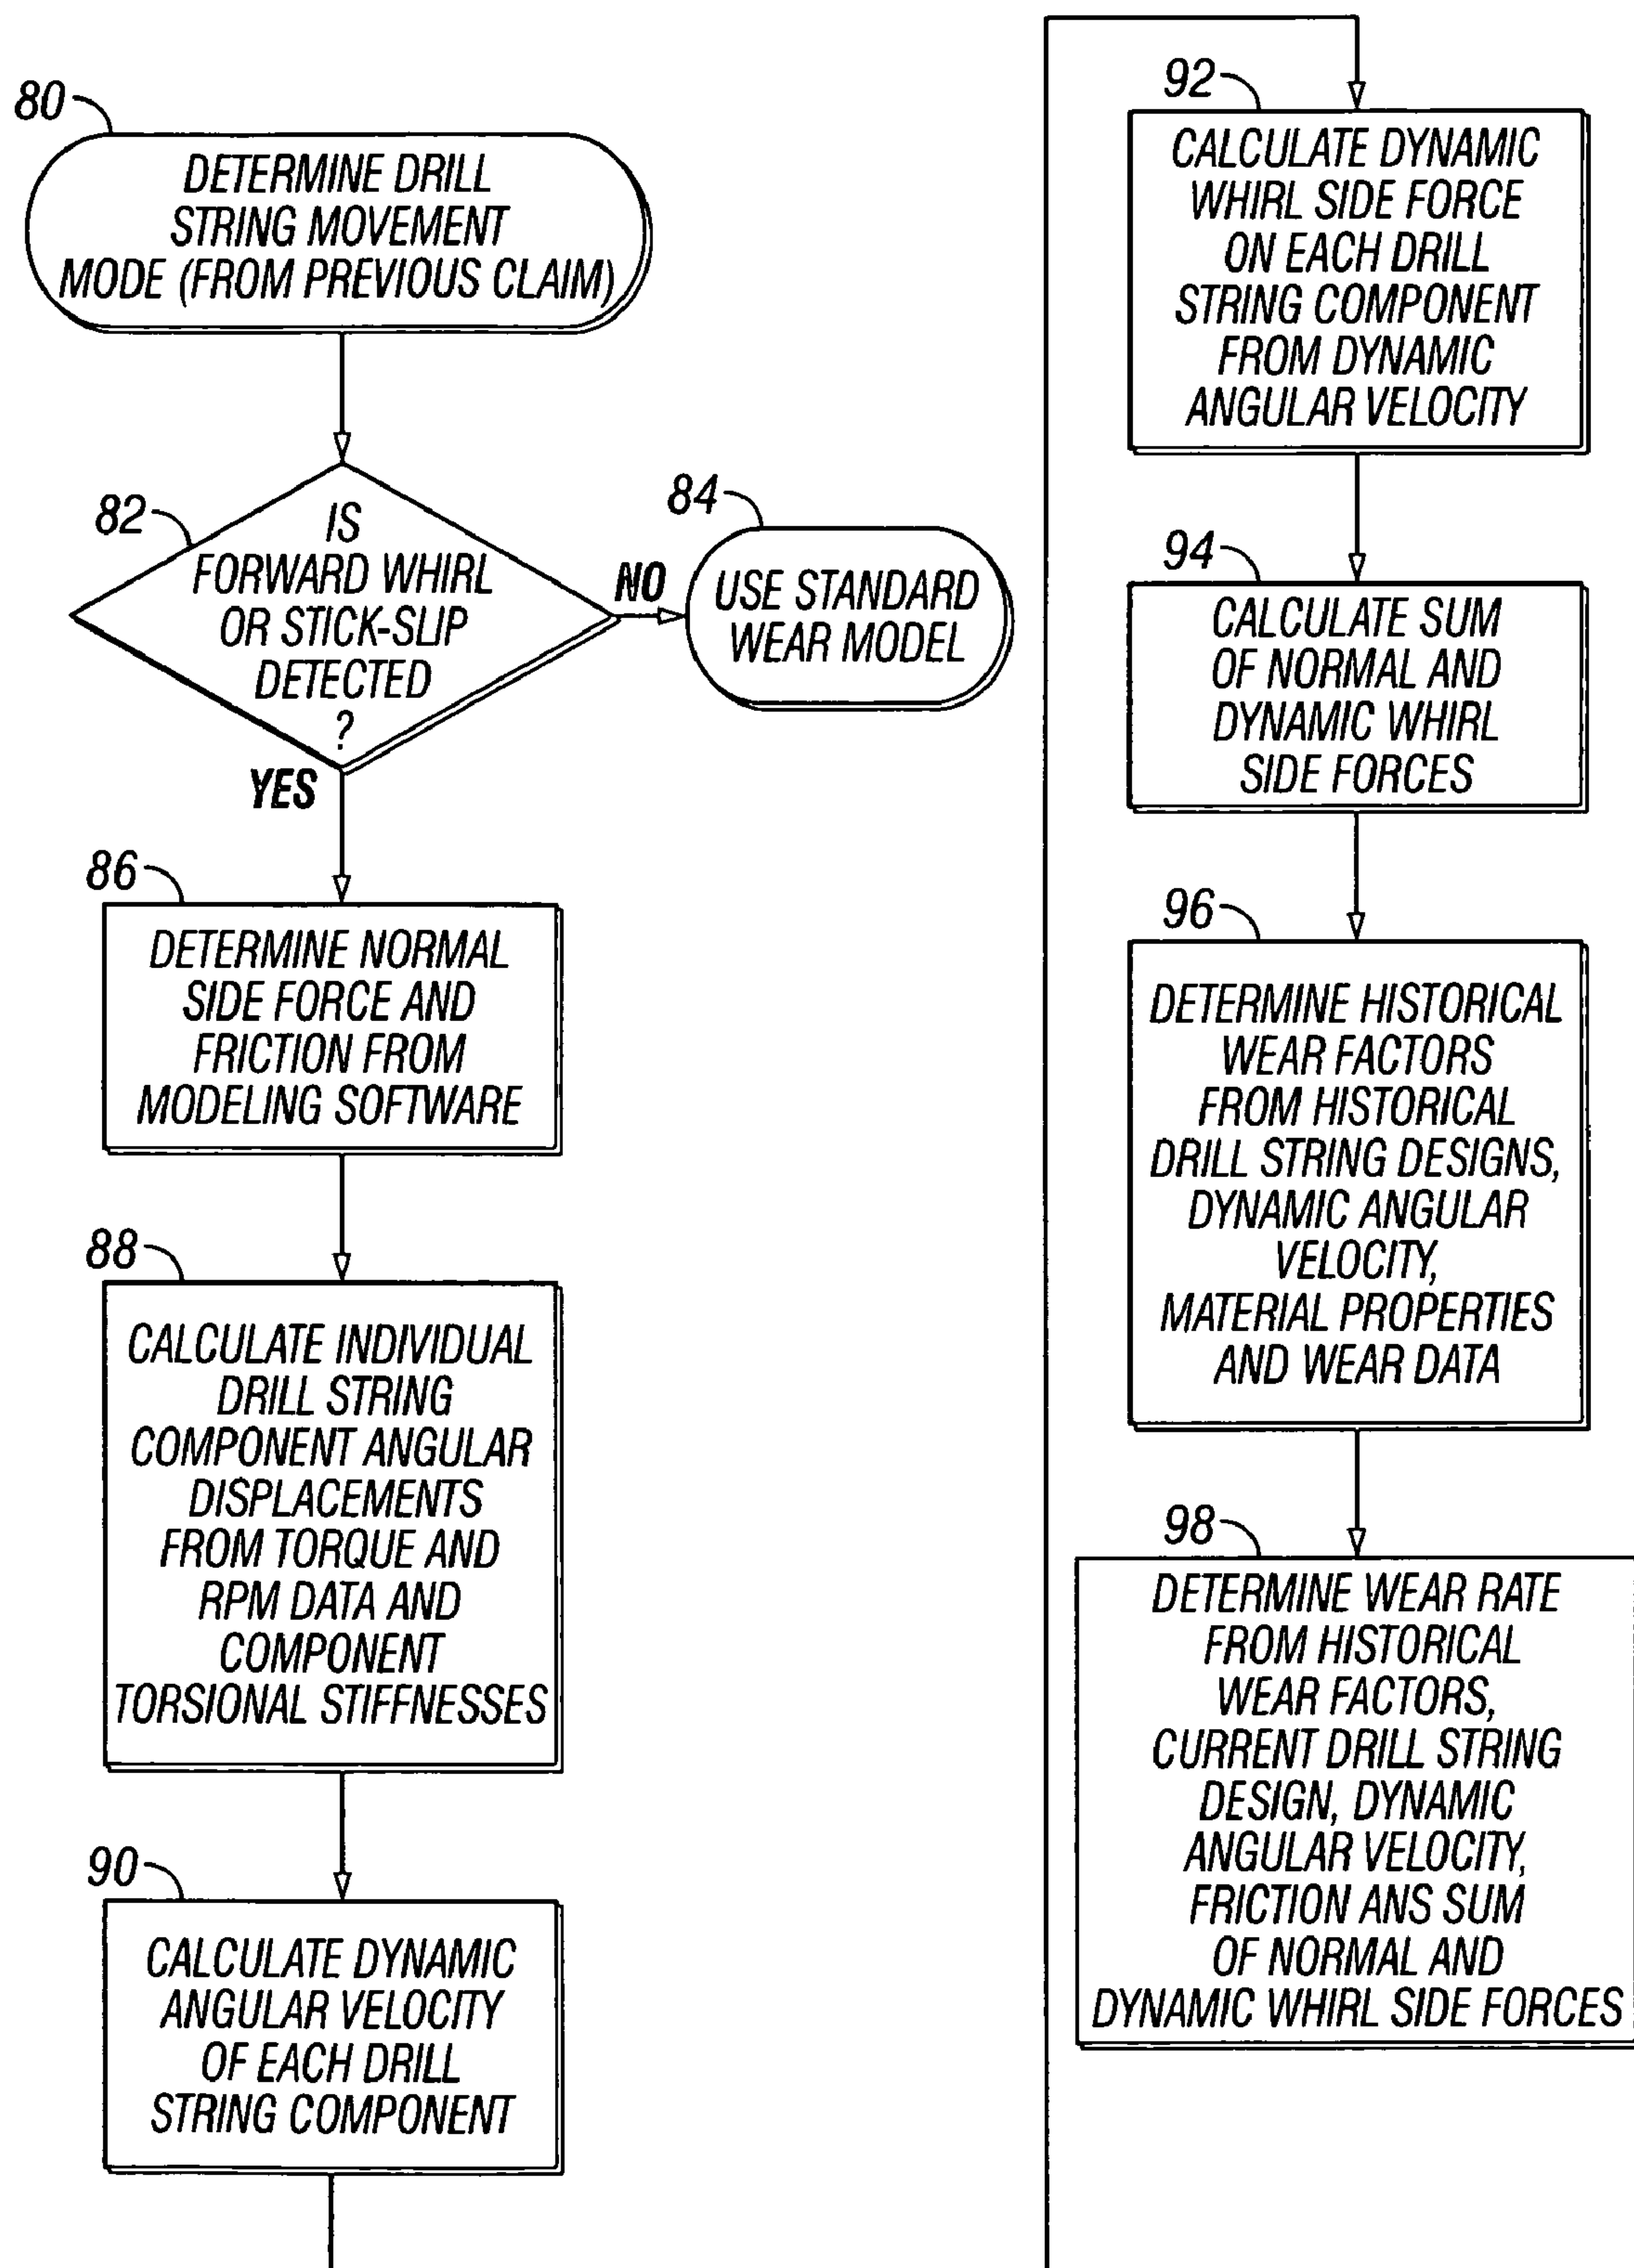 80
DETERMINE DRILL
STRING MOVEMENT
MODE (FROM PREVIOUS CLAIM)
82
IS
FORWARD WHIRL
OR STICK-SLIP
DETECTED
?
NO
84
USE STANDARD
WEAR MODEL
YES
86
DETERMINE NORMAL
SIDE FORCE AND
FRICTION FROM
MODELING SOFTWARE
88
CALCULATE INDIVIDUAL
DRILL STRING
COMPONENT ANGULAR
DISPLACEMENTS
FROM TORQUE AND
RPM DATA AND
COMPONENT
TORSIONAL STIFFNESSES
90
CALCULATE DYNAMIC
ANGULAR VELOCITY
OF EACH DRILL
STRING COMPONENT
92
CALCULATE DYNAMIC
WHIRL SIDE FORCE
ON EACH DRILL
STRING COMPONENT
FROM DYNAMIC
ANGULAR VELOCITY
94
CALCULATE SUM
OF NORMAL AND
DYNAMIC WHIRL
SIDE FORCES
96
DETERMINE HISTORICAL
WEAR FACTORS
FROM HISTORICAL
DRILL STRING DESIGNS,
DYNAMIC ANGULAR
VELOCITY,
MATERIAL PROPERTIES
AND WEAR DATA
98
DETERMINE WEAR RATE
FROM HISTORICAL
WEAR FACTORS,
CURRENT DRILL STRING
DESIGN, DYNAMIC
ANGULAR VELOCITY,
FRICTION ANS SUM
OF NORMAL AND
DYNAMIC WHIRL SIDE FORCES